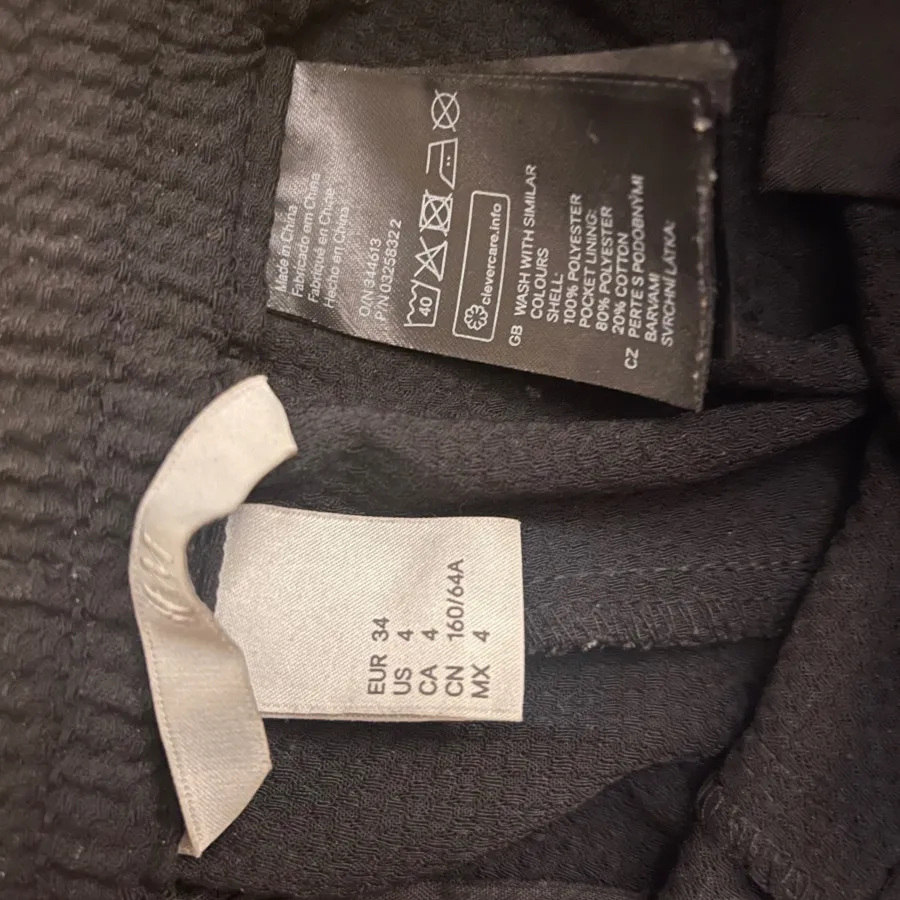 Made in China
Fabricado em China
Fabriqué en Chine
Hecho en China
O/N 344613
P/N 03258322
40
clevercare.info
GB WASH WITH SIMILAR
COLOURS
SHELL:
100% POLYESTER
POCKET LINING:
80% POLYESTER
20% COTTON
CZ PERTE S PODOBNÝMI
BARVAMI
SVRCHNÍ LÁTKA:
EUR 34
US 4
CA 4
CN 160/64A
MX 4